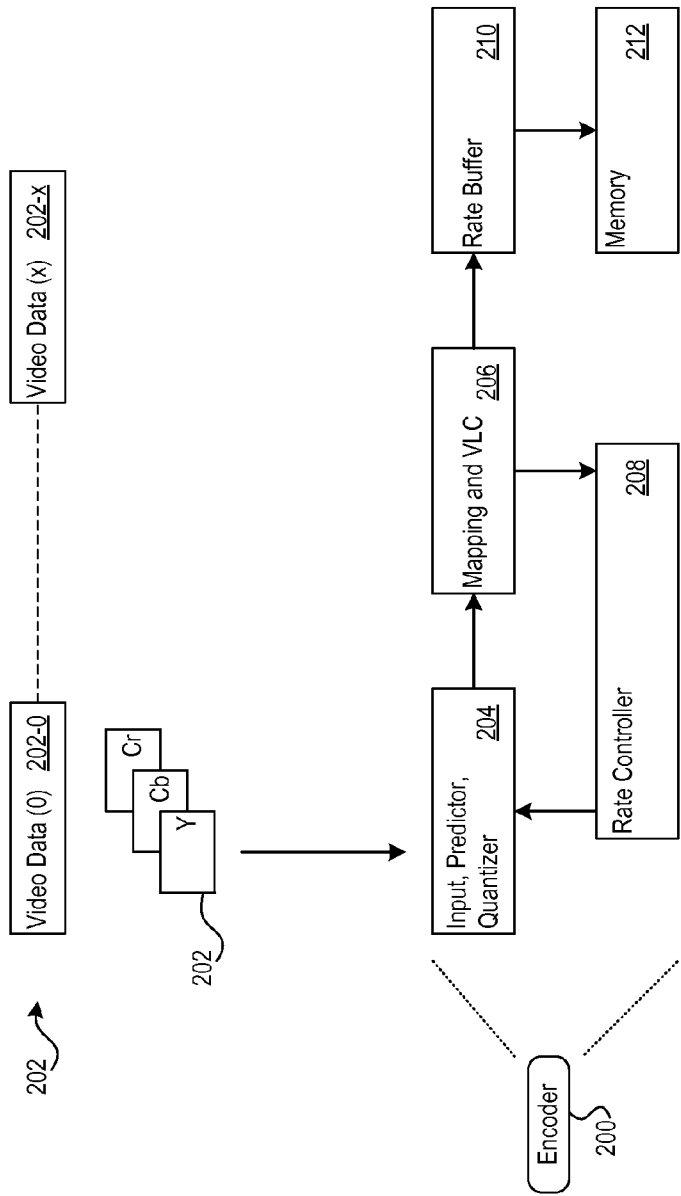 202
Video Data (0) 202-0
Video Data (x) 202-x
Cr
Cb
Y
202
Encoder
200
Input, Predictor,
Quantizer
204
Mapping and VLC
206
Rate Buffer
210
Rate Controller
208
Memory
212